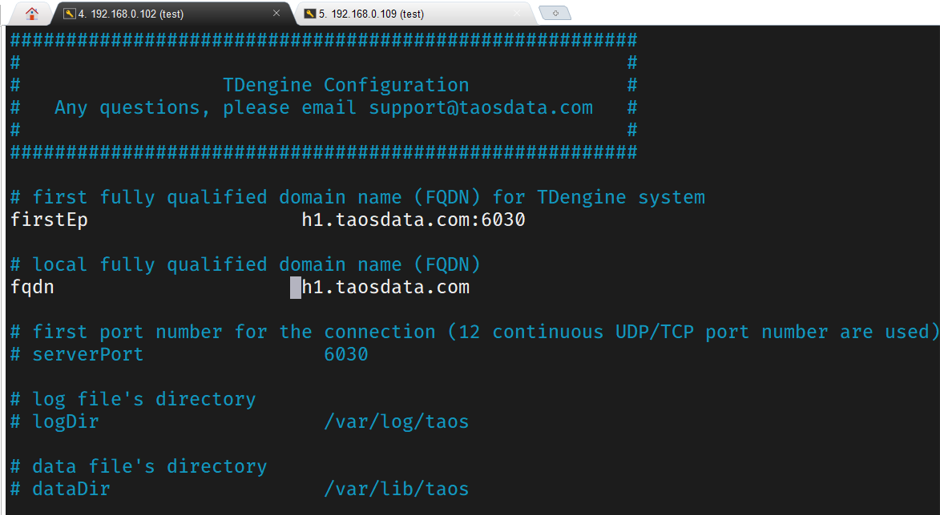 4. 192.168.0.102 (test)
5. 192.168.0.109 (test)
########################################################
#                                                      #
#                  TDengine Configuration              #
#   Any questions, please email support@taosdata.com   #
#                                                      #
########################################################
# first fully qualified domain name (FQDN) for TDengine system
firstEp                   h1.taosdata.com:6030
# local fully qualified domain name (FQDN)
fqdn                      h1.taosdata.com
# first port number for the connection (12 continuous UDP/TCP port number are used)
# serverPort                6030
# log file's directory
# logDir                    /var/log/taos
# data file's directory
# dataDir                   /var/lib/taos